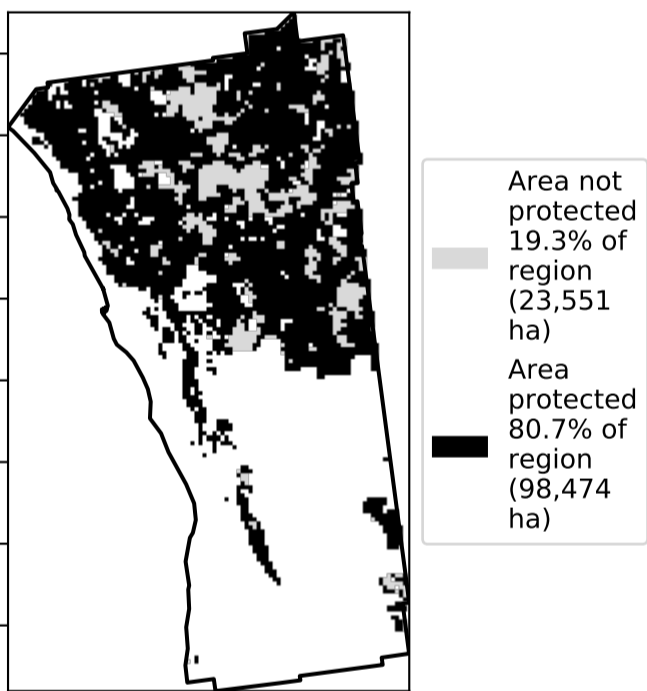 Area not
protected
19.3% of
region
(23,551
ha)
Area
protected
80.7% of
region
(98,474
ha)